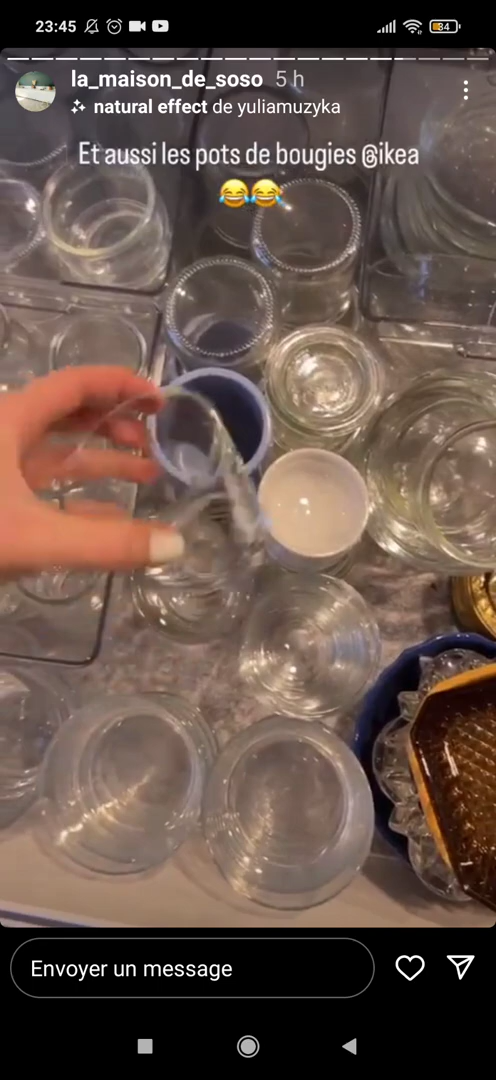 23:45
84
la_maison_de_soso 5 h
natural effect de yuliamuzyka
Et aussi les pots de bougies @ikea
😂😂
Envoyer un message